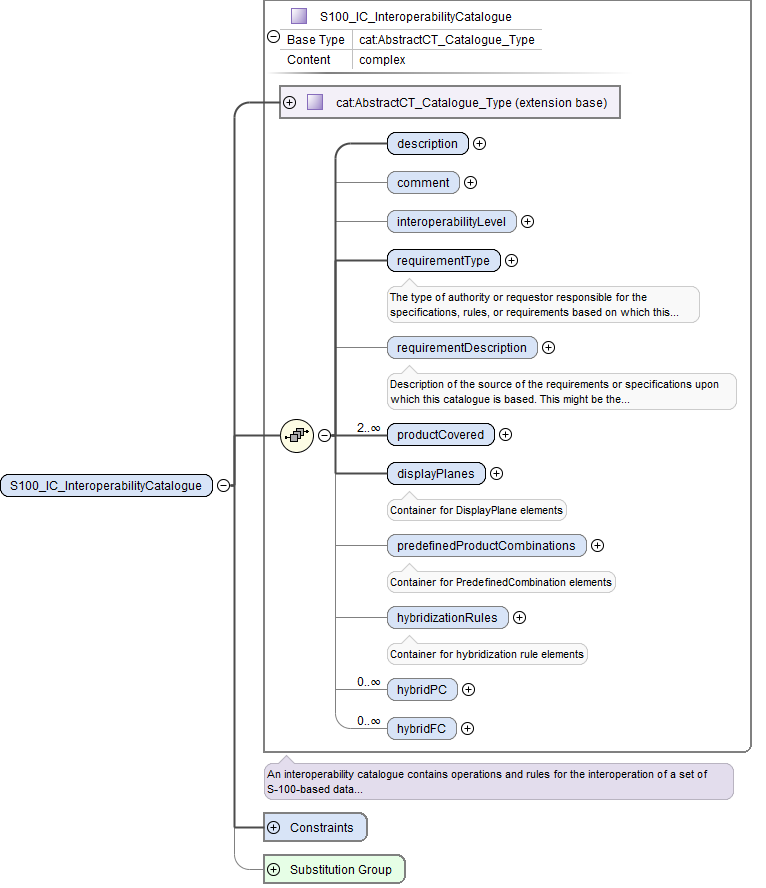 S100_IC_InteroperabilityCatalogue
Base Type cat:AbstractCT_Catalogue_Type
Content complex
cat:AbstractCT_Catalogue_Type (extension base)
description
comment
interoperabilityLevel
requirementType
The type of authority or requestor responsible for the
specifications, rules, or requirements based on which this...
requirementDescription
Description of the source of the requirements or specifications upon
which this catalogue is based. This might be the...
2..∞ productCovered
displayPlanes
Container for DisplayPlane elements
S100_IC_InteroperabilityCatalogue
predefinedProductCombinations
Container for PredefinedCombination elements
hybridizationRules
Container for hybridization rule elements
0..∞ hybridPC
0..∞ hybridFC
An interoperability catalogue contains operations and rules for the interoperation of a set of
S-100-based data...
Constraints
Substitution Group